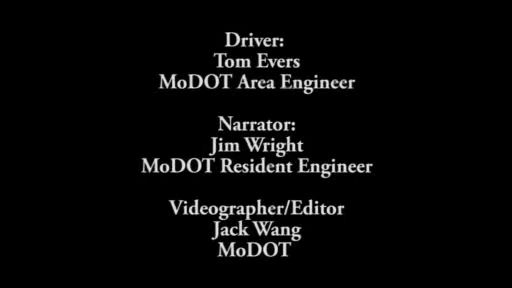 Driver:
Tom Evers
MoDOT Area Engineer
Narrator:
Jim Wright
MoDOT Resident Engineer
Videographer/Editor
Jack Wang
MoDOT